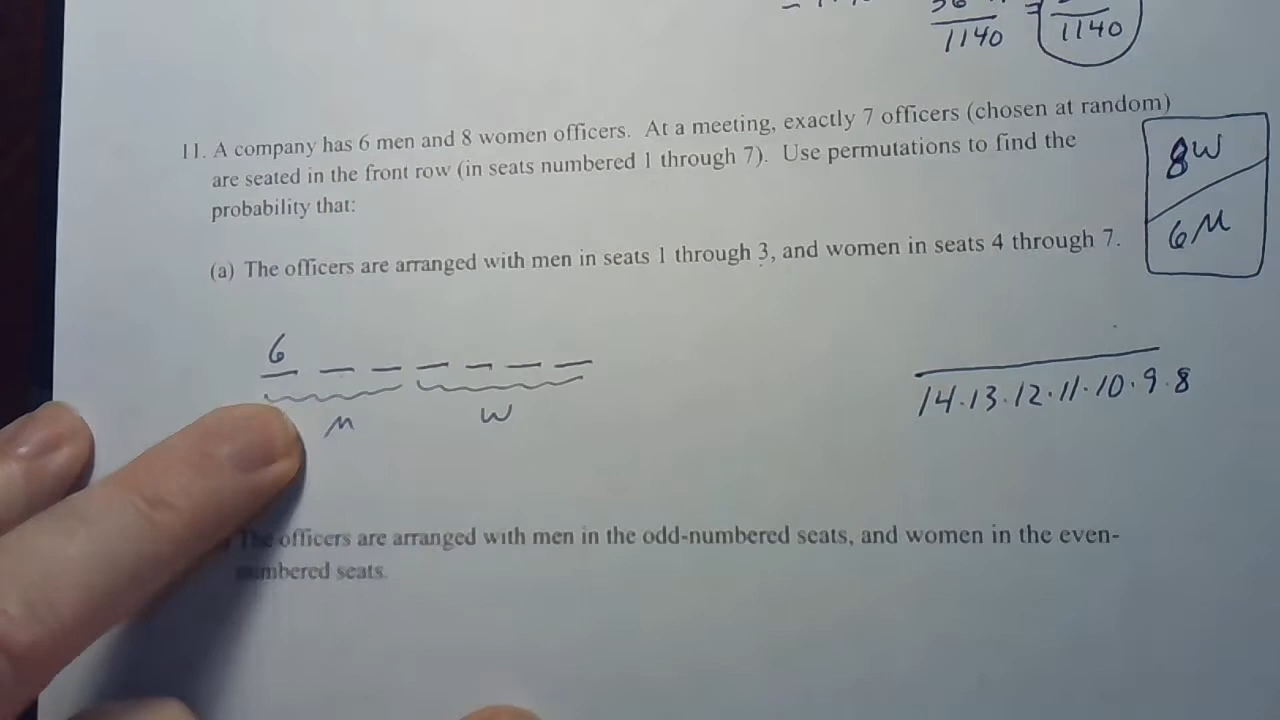 1140
1140
11. A company has 6 men and 8 women officers. At a meeting, exactly 7 officers (chosen at random)
are seated in the front row (in seats numbered 1 through 7). Use permutations to find the
probability that:
8W
6M
(a) The officers are arranged with men in seats 1 through 3, and women in seats 4 through 7.
6
M W
14·13·12·11·10·9·8
The officers are arranged with men in the odd-numbered seats, and women in the even-
numbered seats.